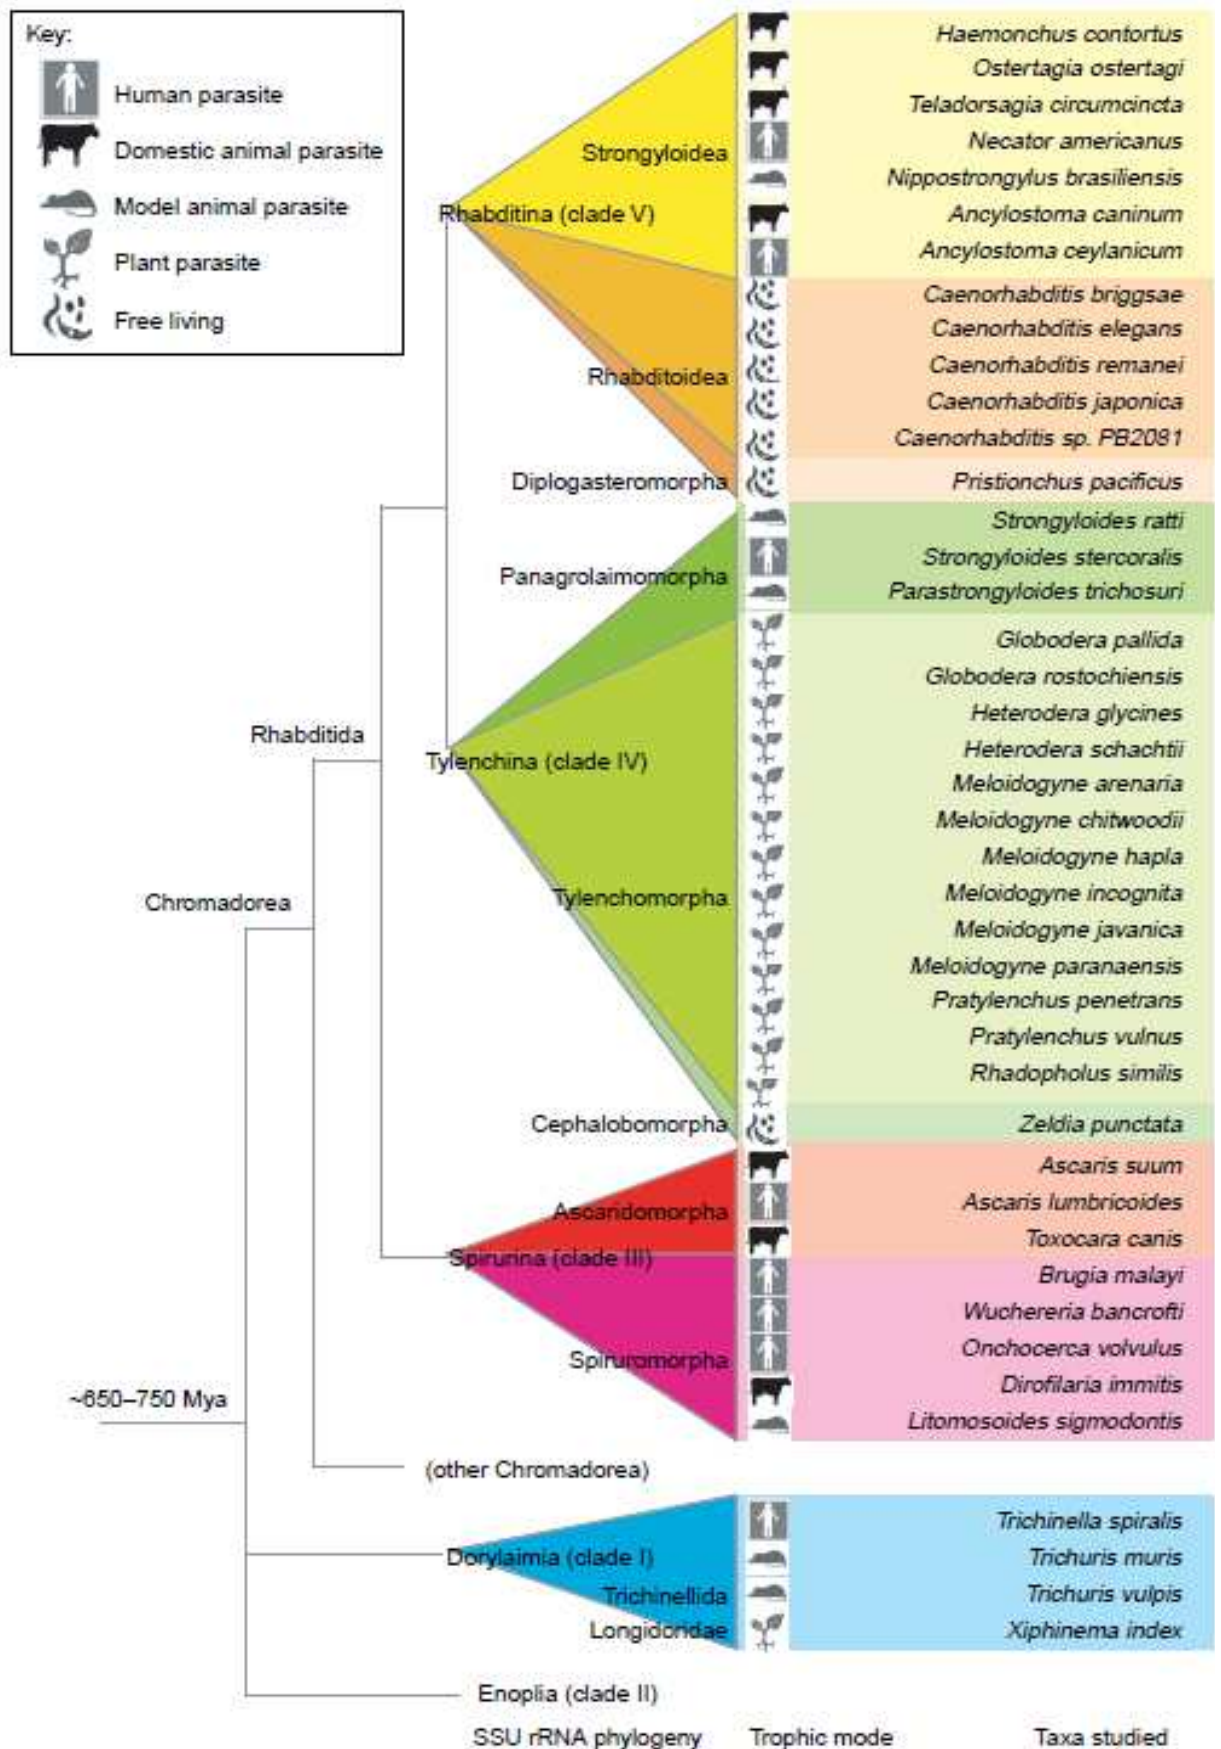 Key:
Human parasite
Domestic animal parasite
Model animal parasite
Plant parasite
Free living
Haemonchus contortus
Ostertagia ostertagi
Teladorsagia circumcincta
Strongyloidea
Necator americanus
Nippostrongylus brasiliensis
Rhabditina (clade V)
Ancylostoma caninum
Ancylostoma ceylanicum
Caenorhabditis briggsae
Caenorhabditis elegans
Caenorhabditis remanei
Rhabditoidea
Caenorhabditis japonica
Caenorhabditis sp. PB2081
Diplogasteromorpha
Pristionchus pacificus
Strongyloides ratti
Strongyloides stercoralis
Panagrolaimomorpha
Parastrongyloides trichosuri
Globodera pallida
Globodera rostochiensis
Heterodera glycines
Rhabditida
Heterodera schachtii
Tylenchina (clade IV)
Meloidogyne arenaria
Meloidogyne chitwoodii
Meloidogyne hapla
Chromadorea
Tylenchomorpha
Meloidogyne incognita
Meloidogyne javanica
Meloidogyne paranaensis
Pratylenchus penetrans
Pratylenchus vulnus
Rhadopholus similis
Cephalobomorpha
Zeldia punctata
Ascaris suum
Ascaris lumbricoides
Ascaridomorpha
Toxocara canis
Spirurina (clade III)
Brugia malayi
Wuchereria bancrofti
Onchocerca volvulus
Spiruromorpha
Dirofilaria immitis
~650–750 Mya
Litomosoides sigmodontis
(other Chromadorea)
Trichinella spiralis
Dorylaimia (clade I)
Trichuris muris
Trichinellida
Trichuris vulpis
Longidoridae
Xiphinema index
Enoplia (clade II)
SSU rRNA phylogeny Trophic mode Taxa studied